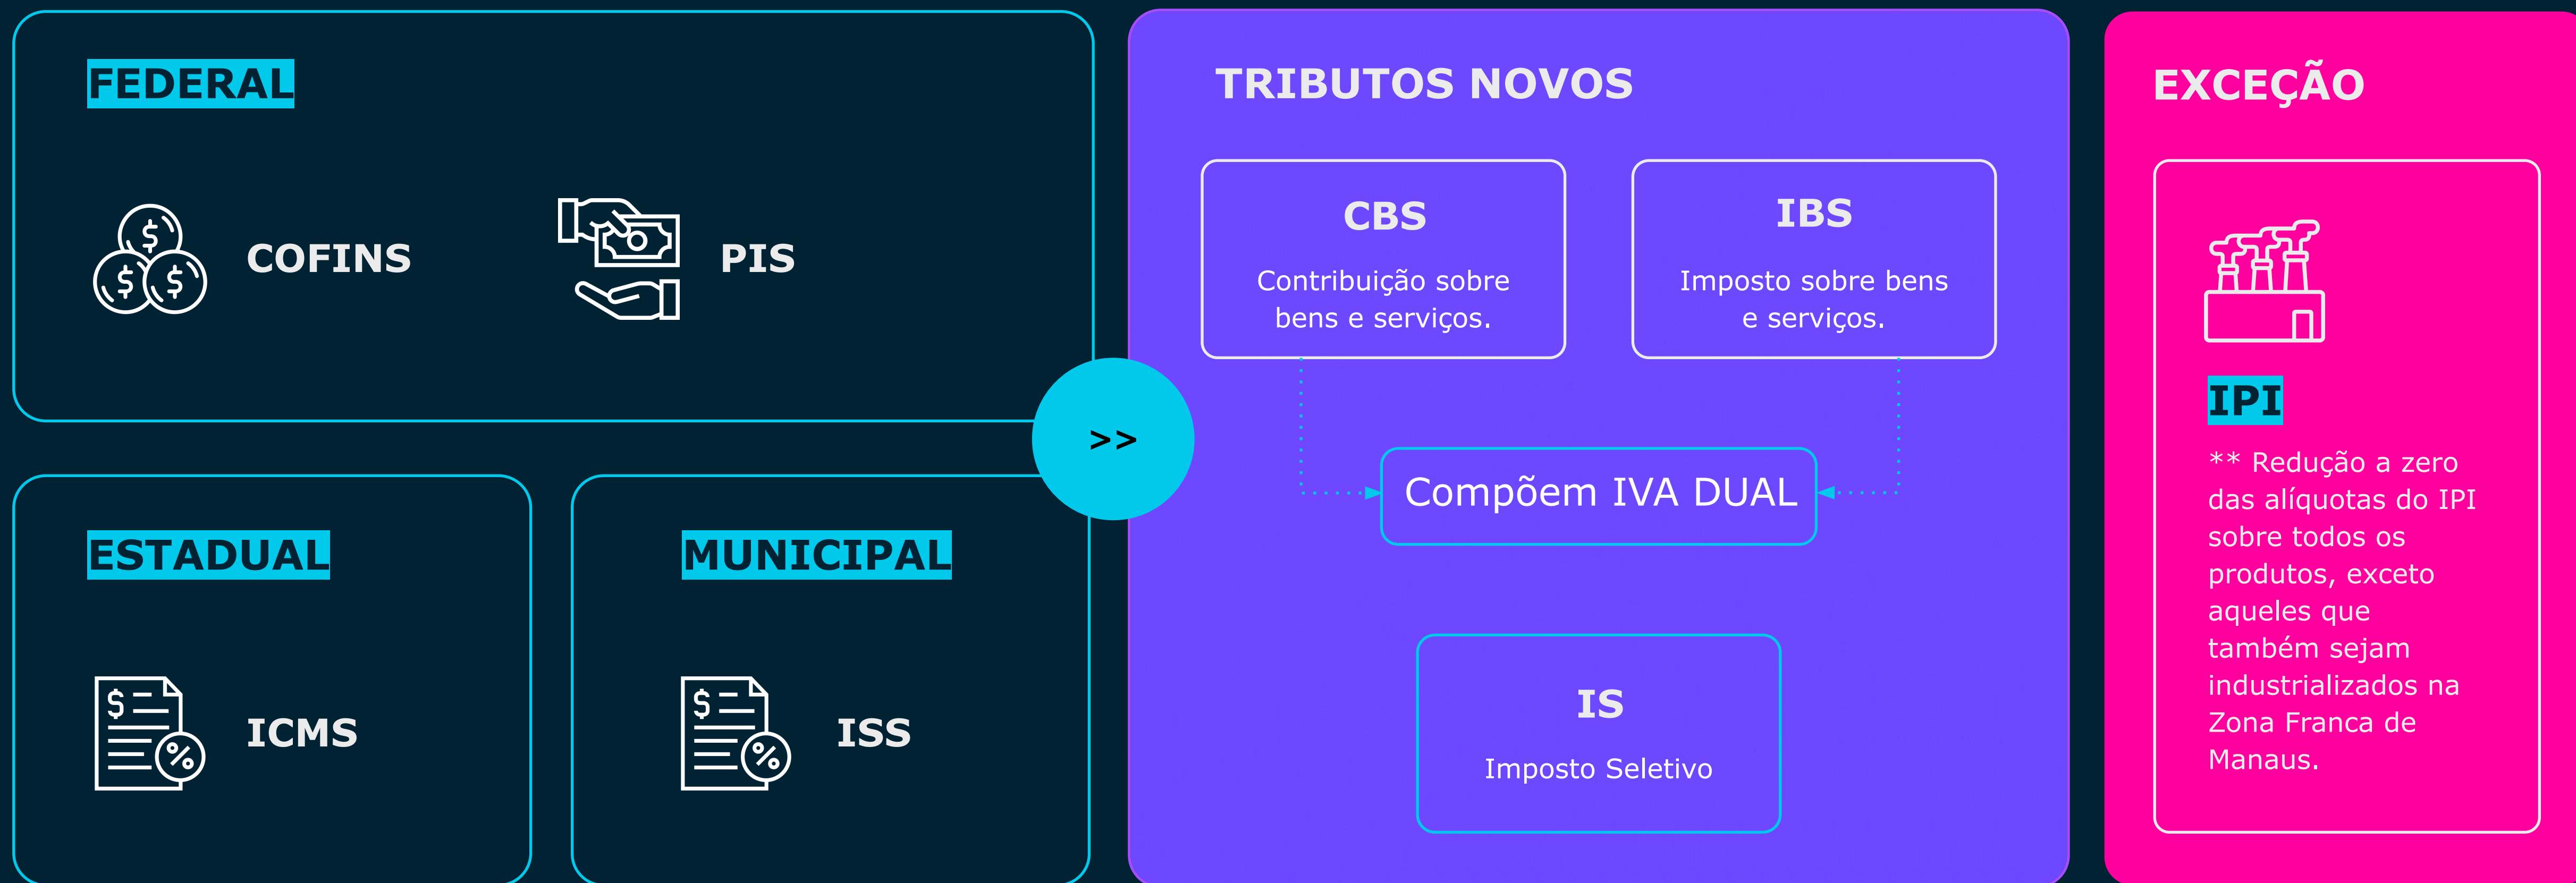 FEDERAL
COFINS
PIS
ESTADUAL
ICMS
MUNICIPAL
ISS
>>
TRIBUTOS NOVOS
CBS
Contribuição sobre
bens e serviços.
IBS
Imposto sobre bens
e serviços.
Compõem IVA DUAL
IS
Imposto Seletivo
EXCEÇÃO
IPI
** Redução a zero
das alíquotas do IPI
sobre todos os
produtos, exceto
aqueles que
também sejam
industrializados na
Zona Franca de
Manaus.